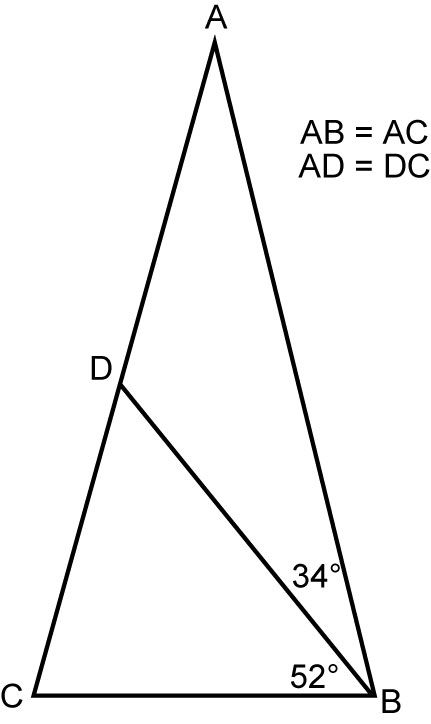 A
AB = AC
AD = DC
D
34°
52°
C
B